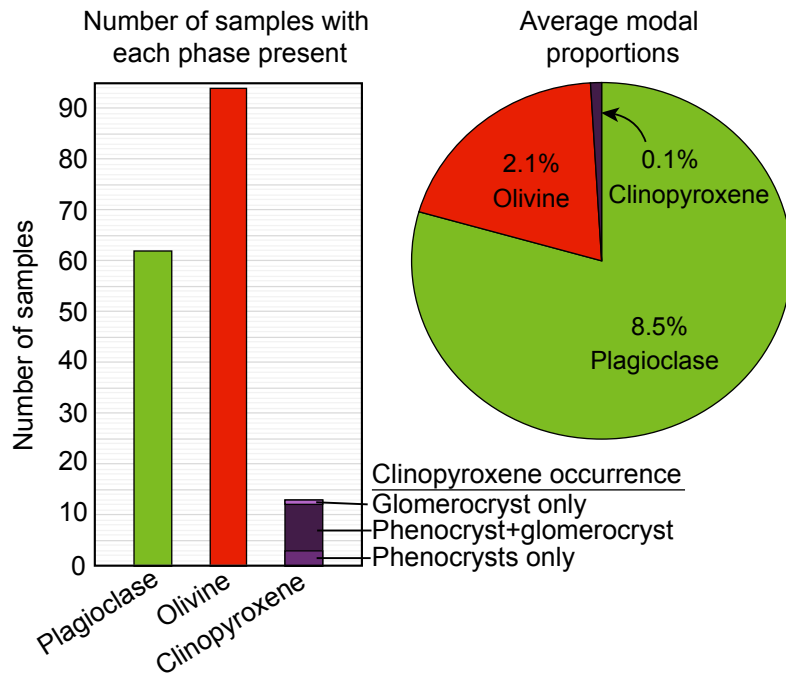 Number of samples with
each phase present
Number of samples
90
80
70
60
50
40
30
20
10
0
Plagioclase
Olivine
Clinopyroxene
Clinopyroxene occurrence
Glomerocryst only
Phenocryst+glomerocryst
Phenocrysts only
Average modal
proportions
2.1%
Olivine
0.1%
Clinopyroxene
8.5%
Plagioclase